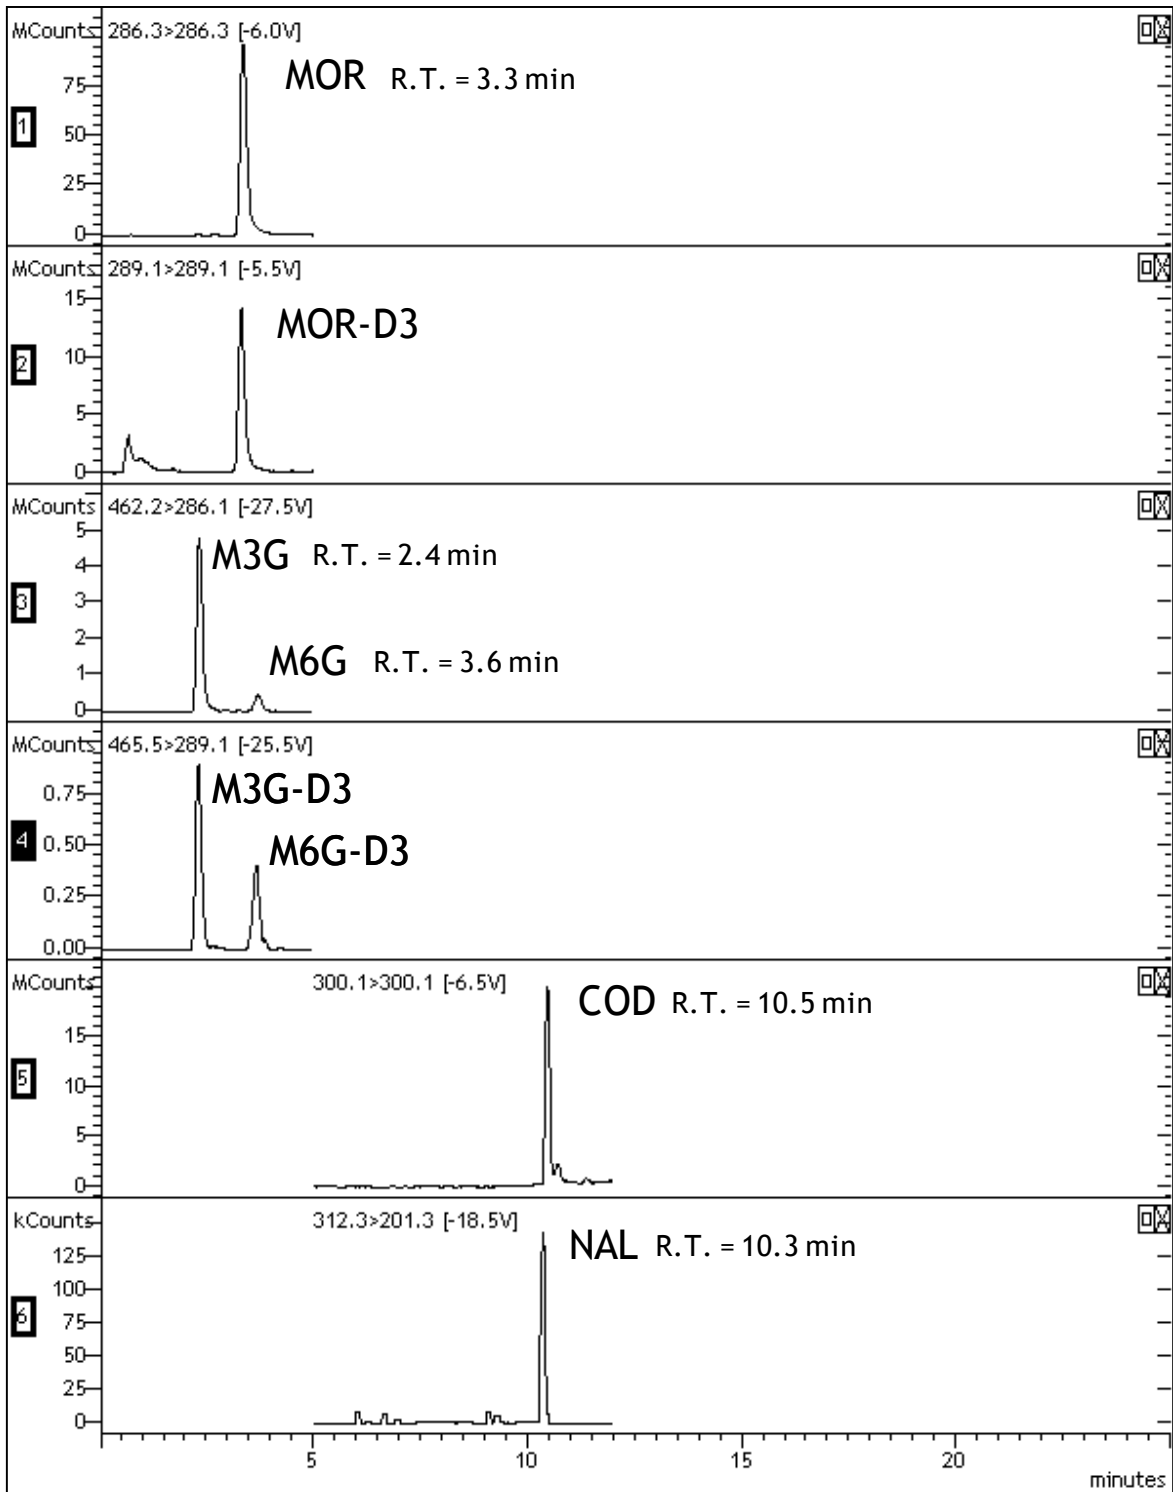 MCounts 286.3>286.3 [-6.0V]
MOR R.T. = 3.3 min
75
50
25
0
1
MCounts 289.1>289.1 [-5.5V]
MOR-D3
15
10
5
0
2
MCounts 462.2>286.1 [-27.5V]
M3G R.T. = 2.4 min
M6G R.T. = 3.6 min
5
4
3
2
1
0
3
MCounts 465.5>289.1 [-25.5V]
M3G-D3
M6G-D3
0.75
0.50
0.25
0.00
4
MCounts 300.1>300.1 [-6.5V]
COD R.T. = 10.5 min
15
10
5
0
5
kCounts 312.3>201.3 [-18.5V]
NAL R.T. = 10.3 min
125
100
75
50
25
0
6
5 10 15 20
minutes